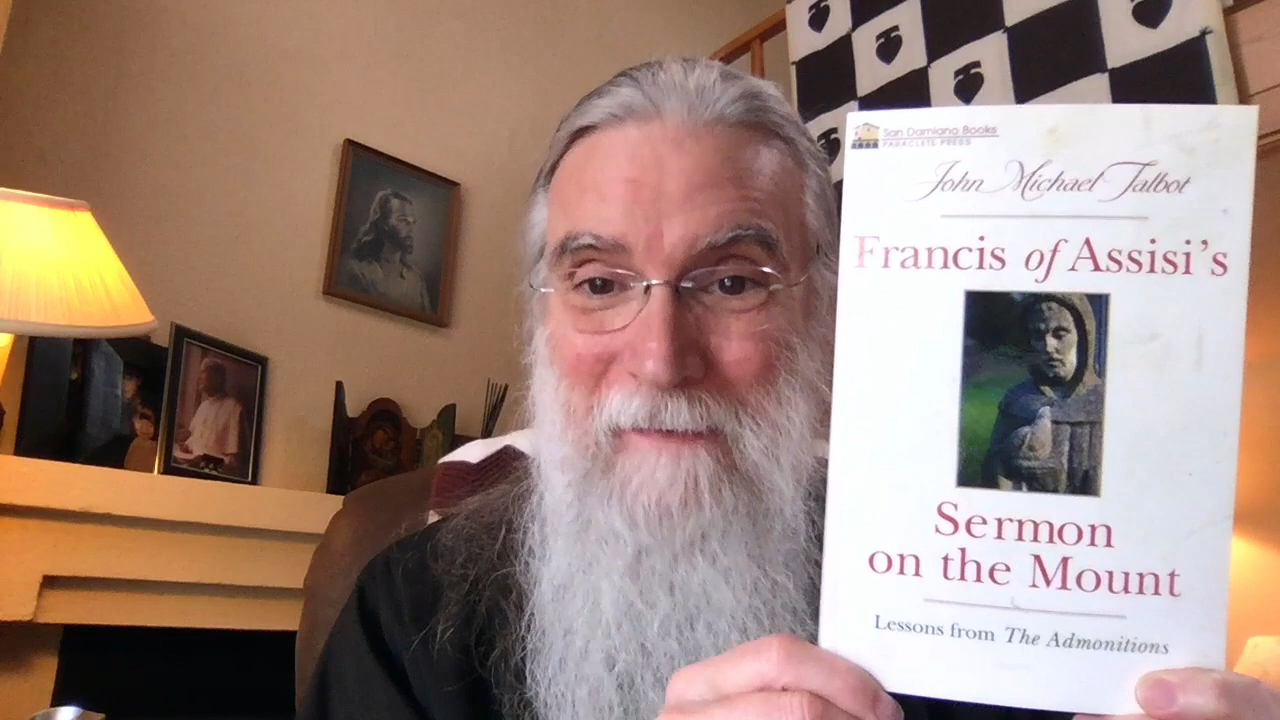 San Damiano Books
PARACLETE PRESS
John Michael Talbot
Francis of Assisi's
Sermon
on the Mount
Lessons from The Admonitions